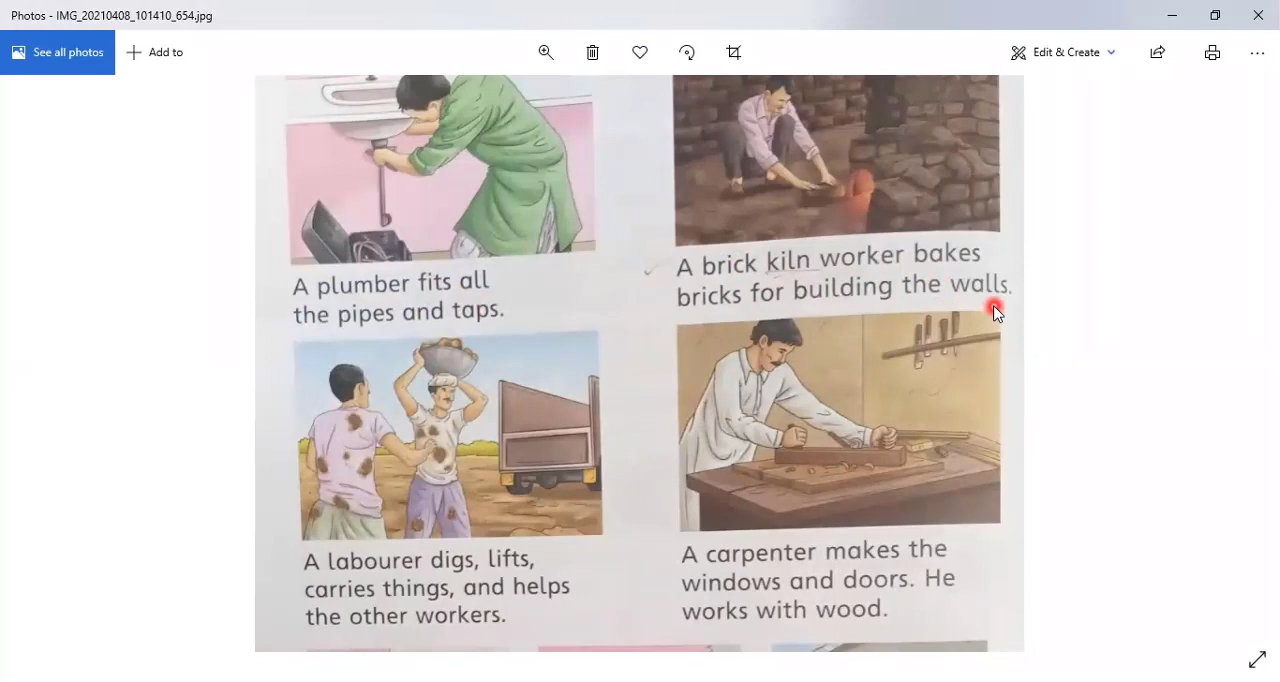 Photos - IMG_20210408_101410_654.jpg
See all photos
Add to
Edit & Create
A plumber fits all
the pipes and taps.
A brick kiln worker bakes
bricks for building the walls.
A labourer digs, lifts,
carries things, and helps
the other workers.
A carpenter makes the
windows and doors. He
works with wood.